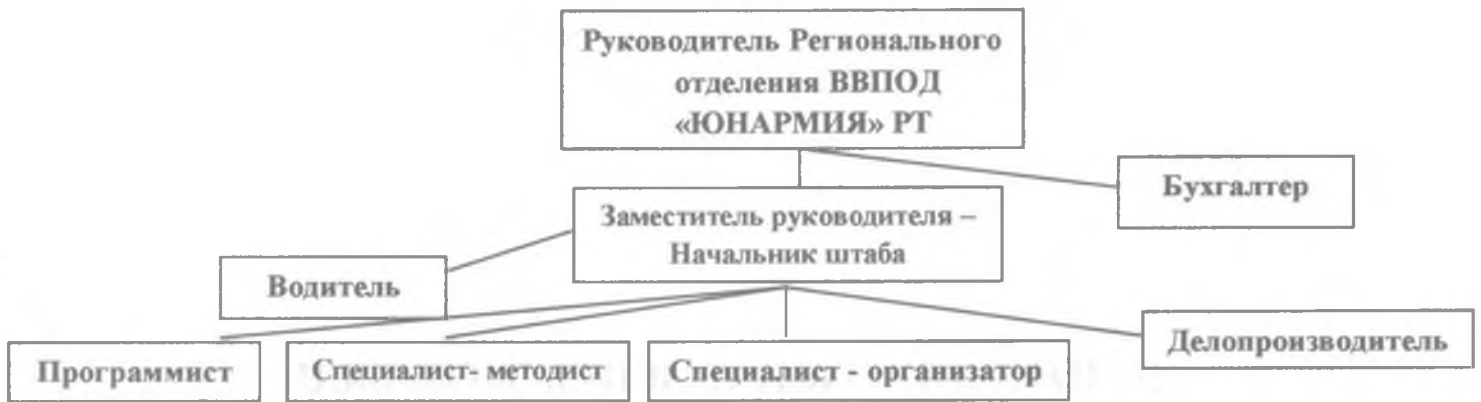 Руководитель Регионального
отделения ВВПОД
«ЮНАРМИЯ» РТ
Бухгалтер
Заместитель руководителя –
Начальник штаба
Водитель
Делопроизводитель
Программист
Специалист- методист
Специалист - организатор